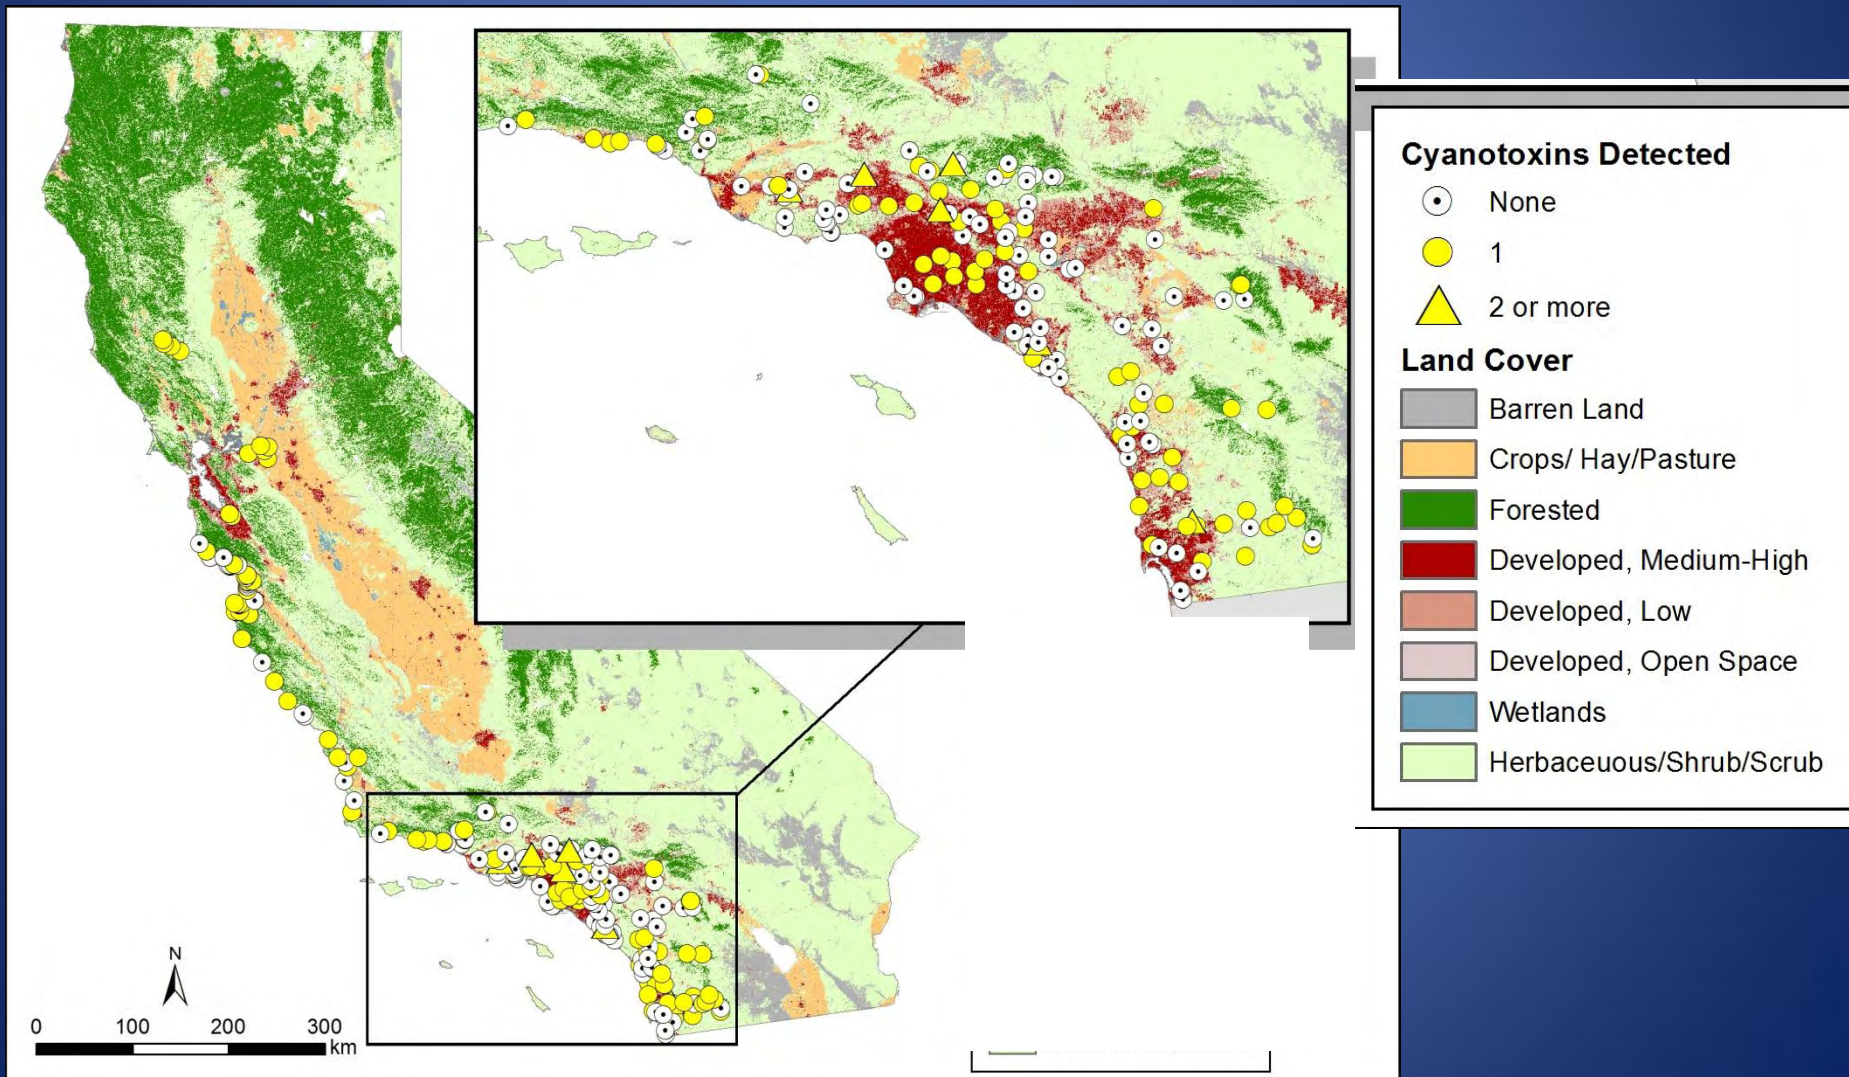 Cyanotoxins Detected
None
1
2 or more
Land Cover
Barren Land
Crops/ Hay/Pasture
Forested
Developed, Medium-High
Developed, Low
Developed, Open Space
Wetlands
Herbaceuous/Shrub/Scrub
N
0 100 200 300
km